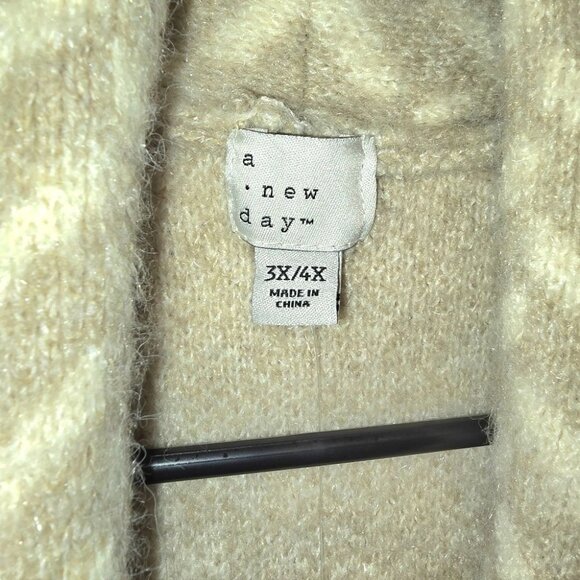 a
·new
day™
3X/4X
MADE IN
CHINA